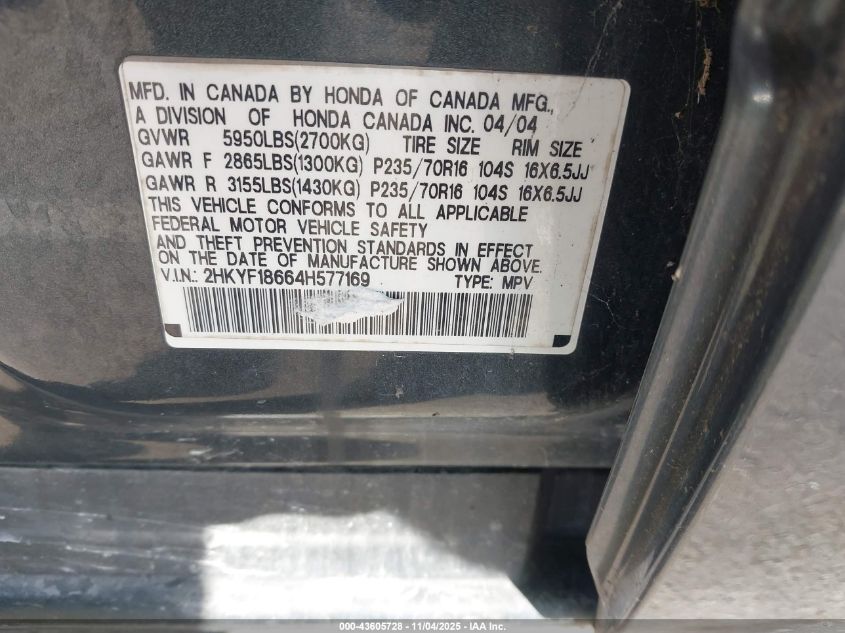 MFD. IN CANADA BY HONDA OF CANADA MFG.,
A DIVISION OF HONDA CANADA INC. 04/04
GVWR 5950LBS(2700KG) TIRE SIZE RIM SIZE
GAWR F 2865LBS(1300KG) P235/70R16 104S 16X6.5JJ
GAWR R 3155LBS(1430KG) P235/70R16 104S 16X6.5JJ
THIS VEHICLE CONFORMS TO ALL APPLICABLE
FEDERAL MOTOR VEHICLE SAFETY
AND THEFT PREVENTION STANDARDS IN EFFECT
ON THE DATE OF MANUFACTURE SHOWN ABOVE.
V.I.N.: 2HKYF18664H577169 TYPE: MPV
000-43605728 - 11/04/2025 - IAA Inc.